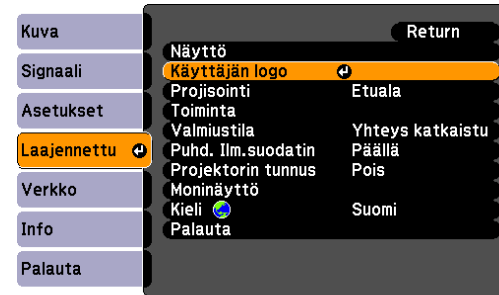 Kuva
Signaali
Asetukset
Laajennettu
Verkko
Info
Palauta
Return
Näyttö
Käyttäjän logo
Projisointi Etuala
Toiminta
Valmiustila Yhteys katkaistu
Puhd. Ilm.suodatin Päällä
Projektorin tunnus Pois
Moninäyttö
Kieli Suomi
Palauta